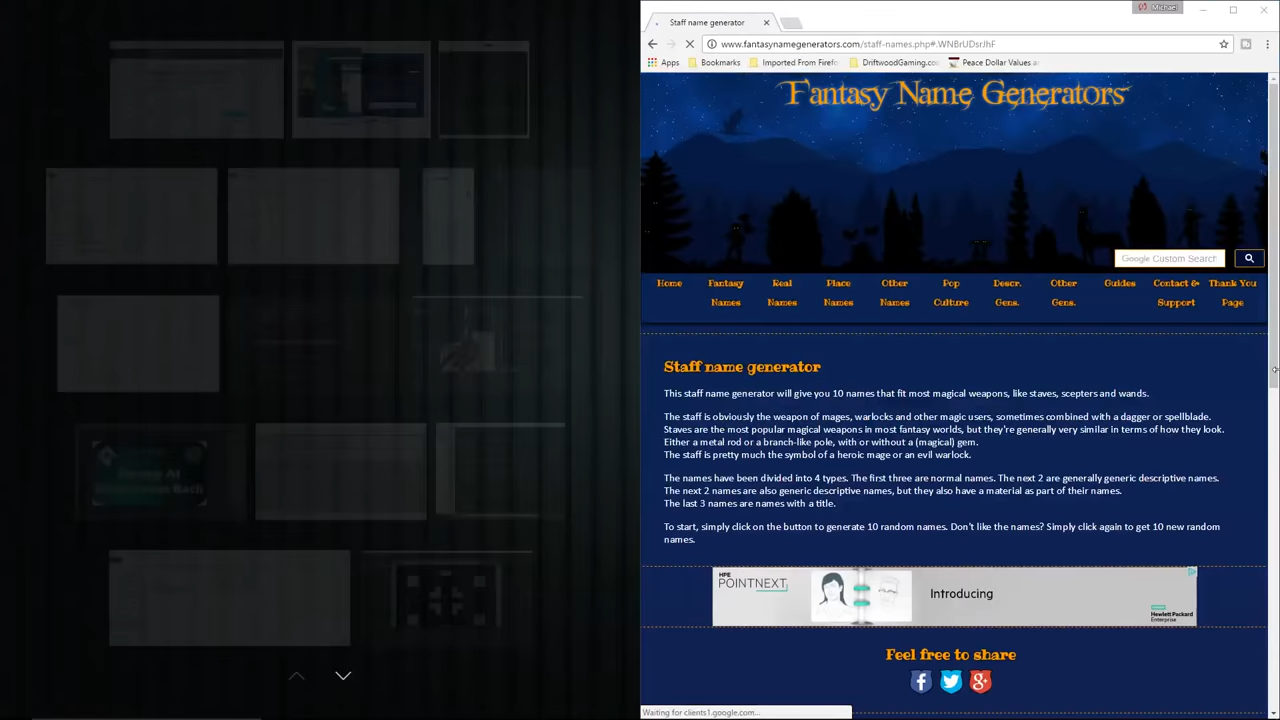 Michael
Staff name generator
www.fantasynamegenerators.com/staff-names.php#.WNBrUDsrJhF
Apps
Bookmarks
Imported From Firefo
DriftwoodGaming.co
Peace Dollar Values a
Fantasy Name Generators
Google Custom Search
Home
Fantasy Names
Real Names
Place Names
Other Names
Pop Culture
Descr. Gens.
Other Gens.
Guides
Contact & Support
Thank You Page
Staff name generator
This staff name generator will give you 10 names that fit most magical weapons, like staves, scepters and wands.
The staff is obviously the weapon of mages, warlocks and other magic users, sometimes combined with a dagger or spellblade.
Staves are the most popular magical weapons in most fantasy worlds, but they're generally very similar in terms of how they look.
Either a metal rod or a branch-like pole, with or without a (magical) gem.
The staff is pretty much the symbol of a heroic mage or an evil warlock.
The names have been divided into 4 types. The first three are normal names. The next 2 are generally generic descriptive names.
The next 2 names are also generic descriptive names, but they also have a material as part of their names.
The last 3 names are names with a title.
To start, simply click on the button to generate 10 random names. Don't like the names? Simply click again to get 10 new random
names.
HPE
POINTNEXT
Introducing
Hewlett Packard
Enterprise
Feel free to share
Waiting for clients1.google.com...